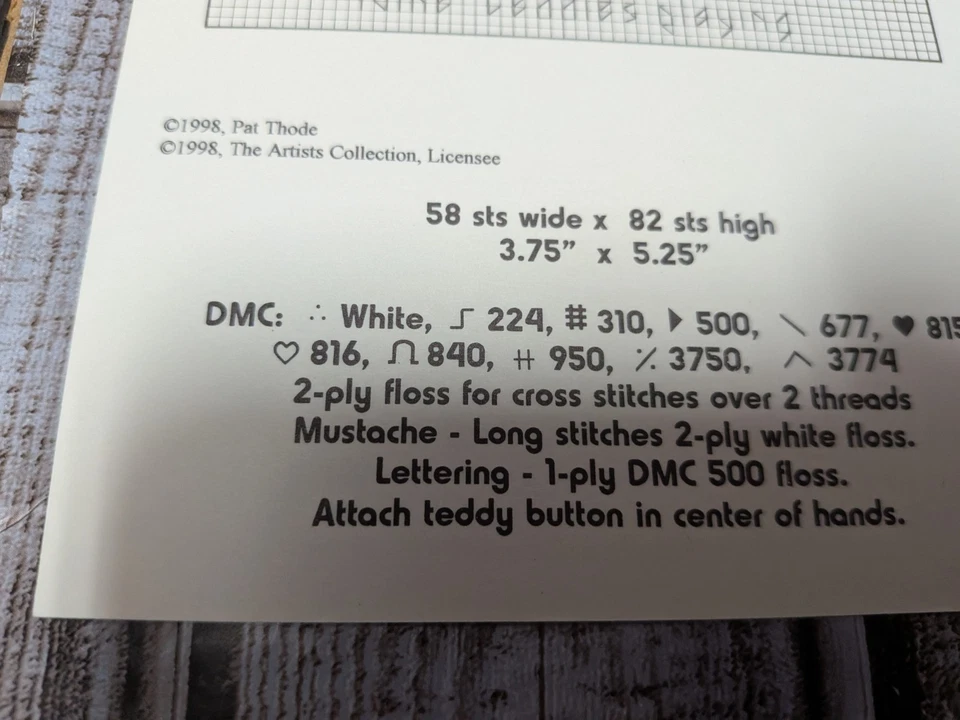 Nine Teddies playing
©1998, Pat Thode
©1998, The Artists Collection, Licensee
58 sts wide x 82 sts high
3.75” x 5.25”
DMC: ∴ White, ⎎ 224, # 310, ▶ 500, \ 677, ♥ 815
♡ 816, ⎍ 840, ⧺ 950, ٪ 3750, ^ 3774
2-ply floss for cross stitches over 2 threads
Mustache - Long stitches 2-ply white floss.
Lettering - 1-ply DMC 500 floss.
Attach teddy button in center of hands.